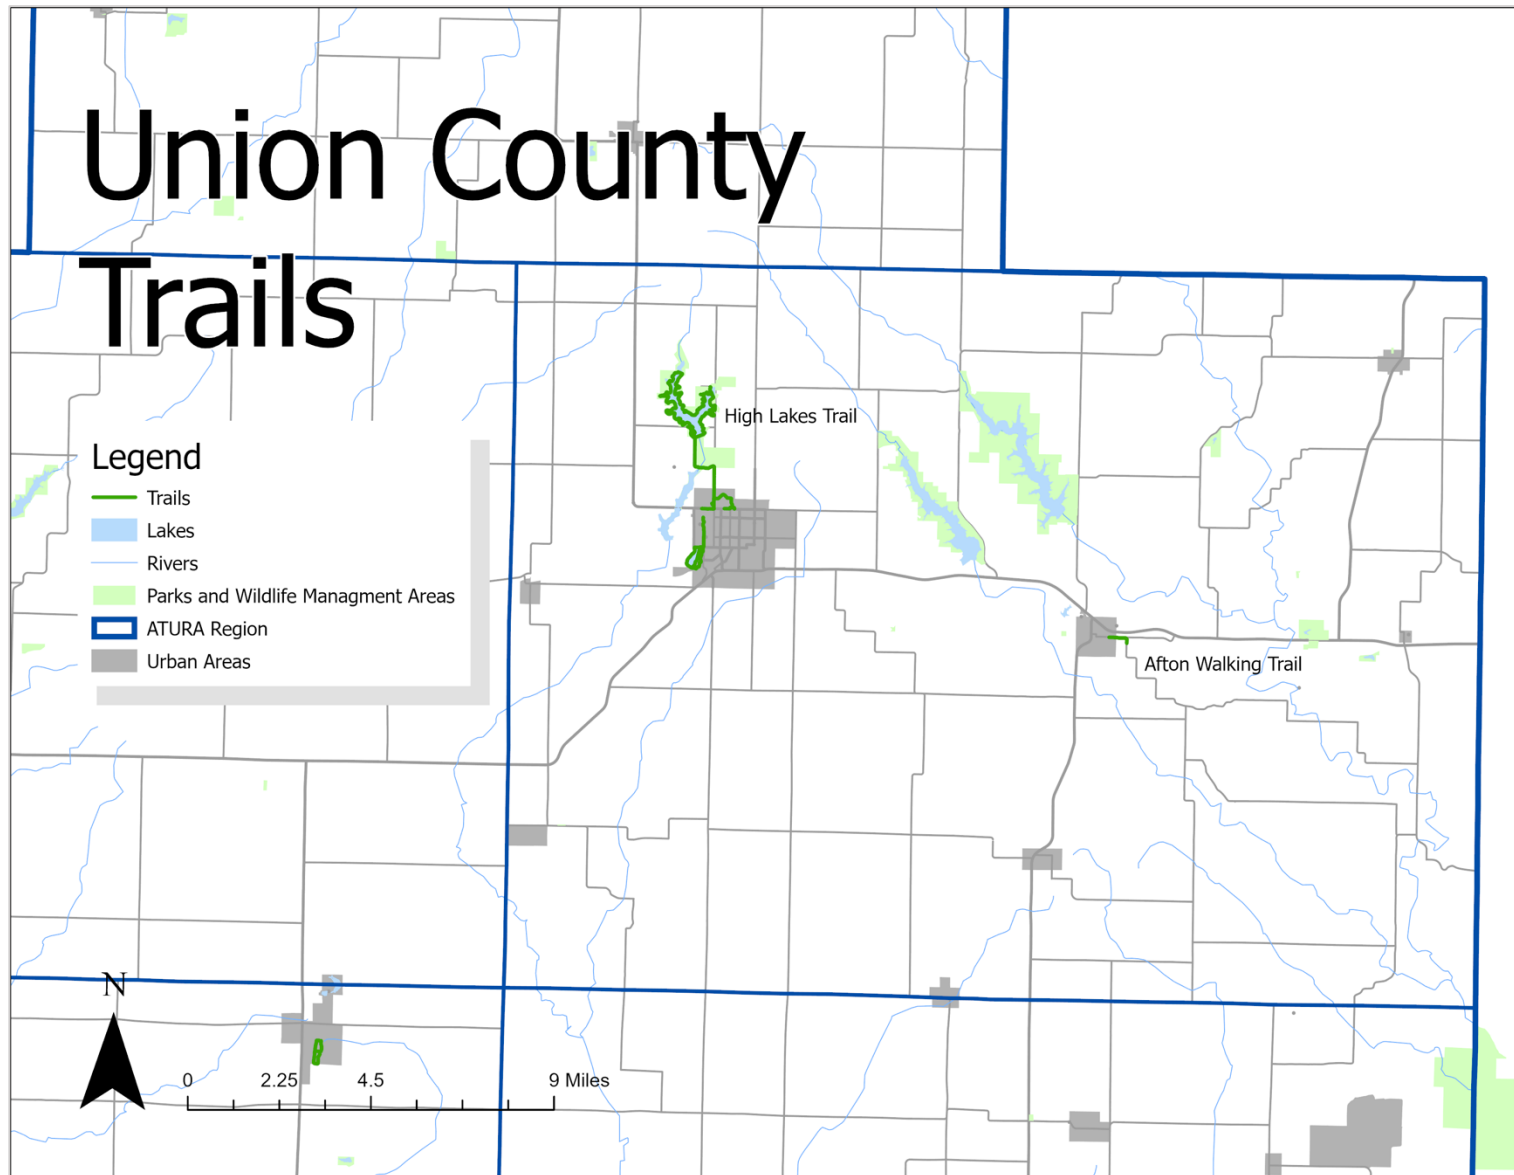 Union County
Trails
High Lakes Trail
Legend
Trails
Lakes
Rivers
Parks and Wildlife Managment Areas
ATURA Region
Urban Areas
Afton Walking Trail
N
0 2.25 4.5 9 Miles